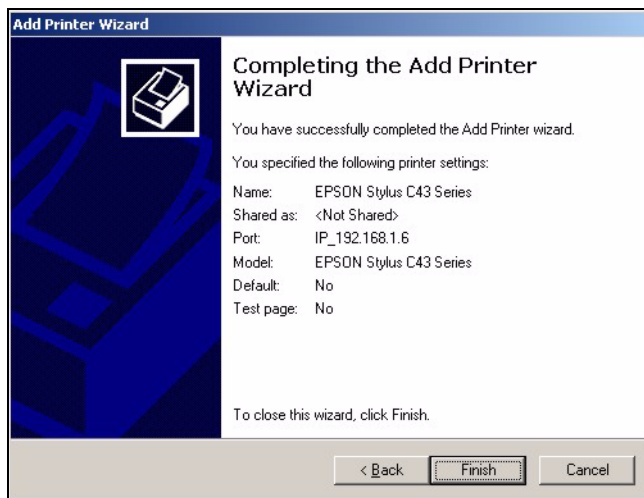 Add Printer Wizard
Completing the Add Printer
Wizard
You have successfully completed the Add Printer wizard.
You specified the following printer settings:
Name: EPSON Stylus C43 Series
Shared as: <Not Shared>
Port: IP_192.168.1.6
Model: EPSON Stylus C43 Series
Default: No
Test page: No
To close this wizard, click Finish.
< Back Finish Cancel